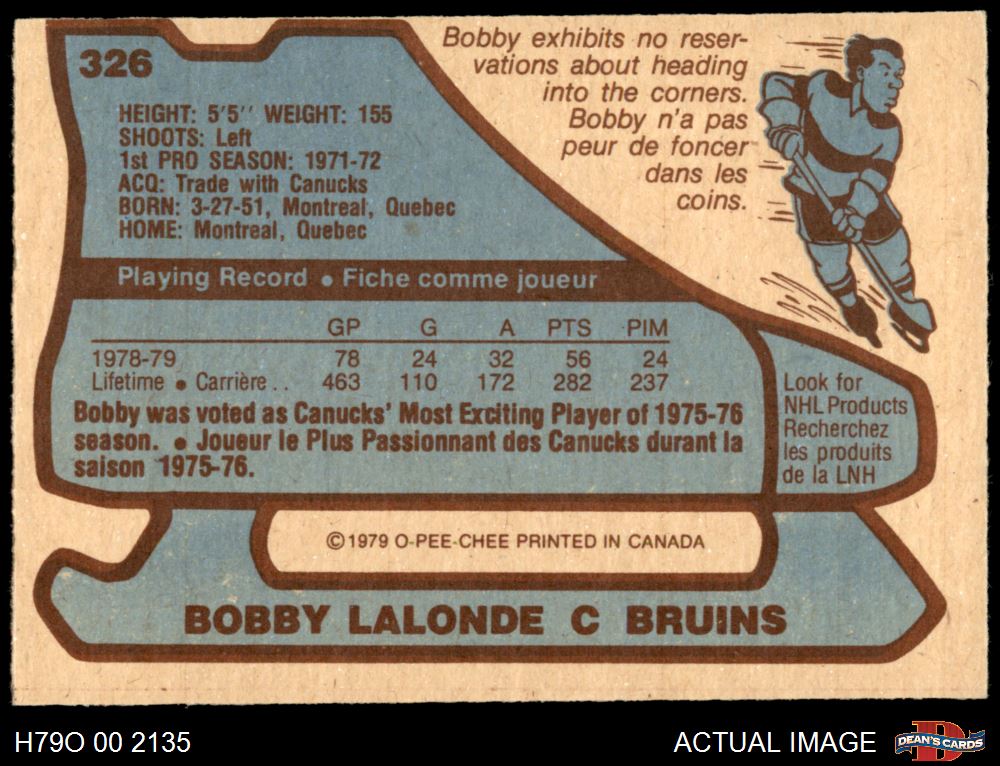 326
Bobby exhibits no reser-
vations about heading
into the corners.
Bobby n'a pas
peur de foncer
dans les
coins.
HEIGHT: 5'5'' WEIGHT: 155
SHOOTS: Left
1st PRO SEASON: 1971-72
ACQ: Trade with Canucks
BORN: 3-27-51, Montreal, Quebec
HOME: Montreal, Quebec
Playing Record • Fiche comme joueur
GP G A PTS PIM
1978-79 78 24 32 56 24
Lifetime • Carrière . . 463 110 172 282 237
Bobby was voted as Canucks' Most Exciting Player of 1975-76
season. • Joueur le Plus Passionnant des Canucks durant la
saison 1975-76.
Look for
NHL Products
Recherchez
les produits
de la LNH
©1979 O-PEE-CHEE PRINTED IN CANADA
BOBBY LALONDE C BRUINS
H79O 00 2135
ACTUAL IMAGE
DEAN'S CARDS